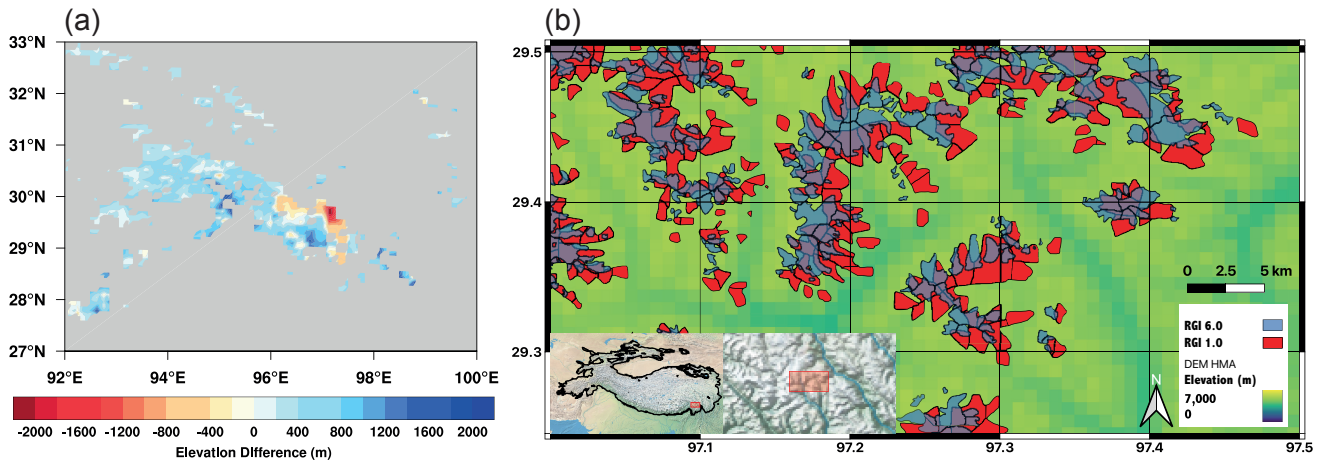 (a)
33°N
32°N
31°N
30°N
29°N
28°N
27°N
92°E 94°E 96°E 98°E 100°E
-2000 -1600 -1200 -800 -400 0 400 800 1200 1600 2000
Elevation DIfference (m)
(b)
29.5
29.4
29.3
0 2.5 5 km
RGI 6.0
RGI 1.0
DEM HMA
Elevation (m)
7,000
0
N
97.1 97.2 97.3 97.4 97.5